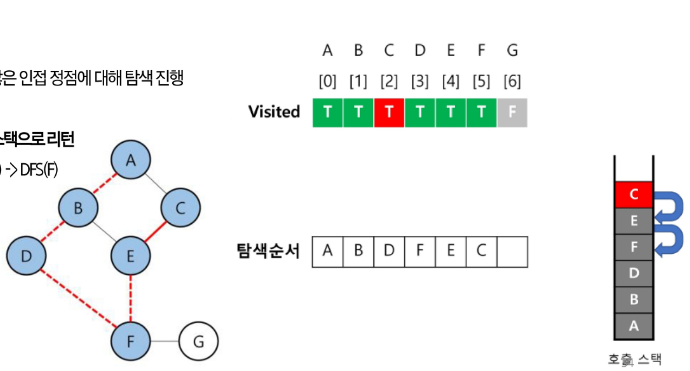 은 인접 정점에 대해 탐색 진행
스택으로 리턴
) -> DFS(F)
A B C D E F G
[0] [1] [2] [3] [4] [5] [6]
Visited T T T T T T F
A
B
C
D
E
F
G
탐색순서 A B D F E C
C
E
F
D
B
A
호출 스택